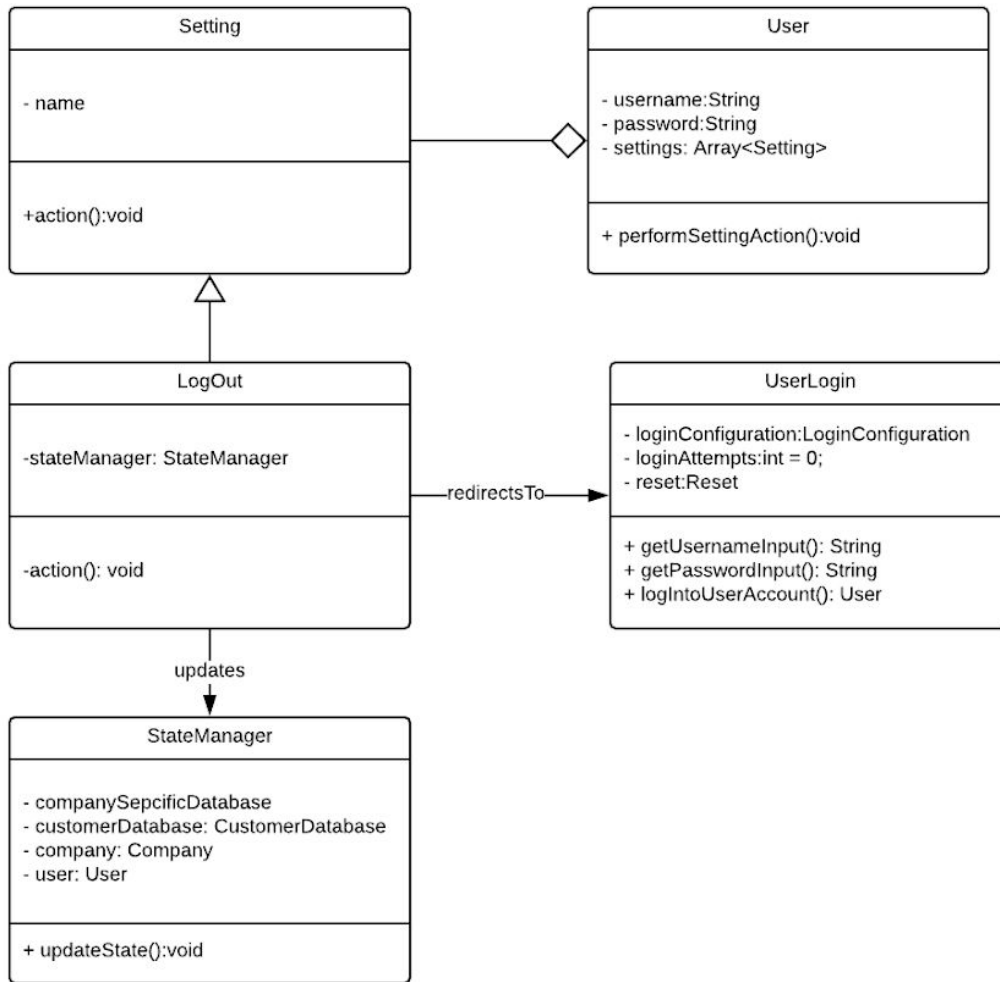 Setting
- name
+action():void
User
- username:String
- password:String
- settings: Array<Setting>
+ performSettingAction():void
LogOut
-stateManager: StateManager
-action(): void
redirectsTo
UserLogin
- loginConfiguration:LoginConfiguration
- loginAttempts:int = 0;
- reset:Reset
+ getUsernameInput(): String
+ getPasswordInput(): String
+ logIntoUserAccount(): User
updates
StateManager
- companySepcificDatabase
- customerDatabase: CustomerDatabase
- company: Company
- user: User
+ updateState():void